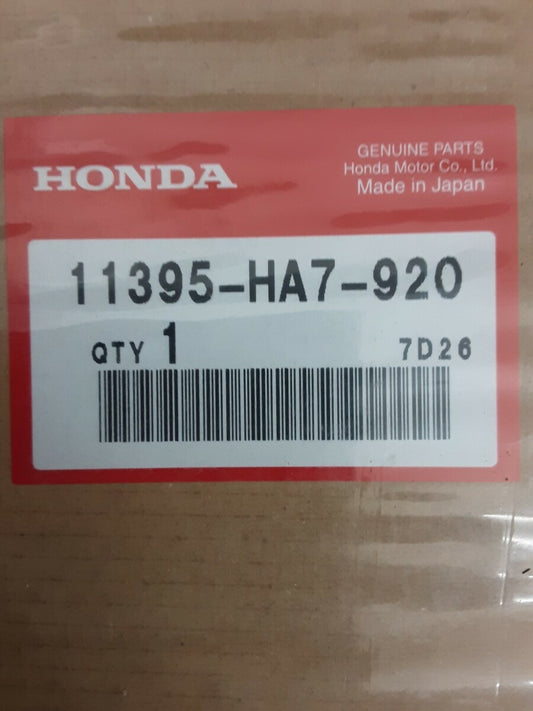 HONDA
GENUINE PARTS
Honda Motor Co., Ltd.
Made in Japan
11395-HA7-920
QTY 1 7D26